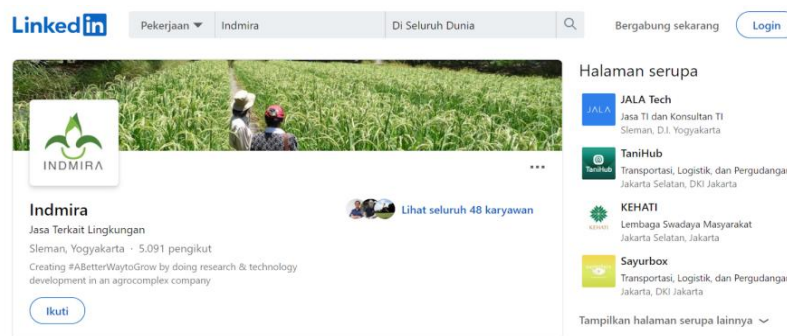 Linked in
Pekerjaan Indmira Di Seluruh Dunia Bergabung sekarang Login
INDMIRA
Indmira
Lihat seluruh 48 karyawan
Jasa Terkait Lingkungan
Sleman, Yogyakarta · 5.091 pengikut
Creating #ABetterWaytoGrow by doing research & technology
development in an agrocomplex company
Ikuti
Halaman serupa
JALA
JALA Tech
Jasa TI dan Konsultan TI
Sleman, D.I. Yogyakarta
TaniHub
TaniHub
Transportasi, Logistik, dan Pergudangan
Jakarta Selatan, DKI Jakarta
KEHATI
KEHATI
Lembaga Swadaya Masyarakat
Jakarta Selatan, Jakarta
Sayurbox
Transportasi, Logistik, dan Pergudangan
Jakarta, DKI Jakarta
Tampilkan halaman serupa lainnya